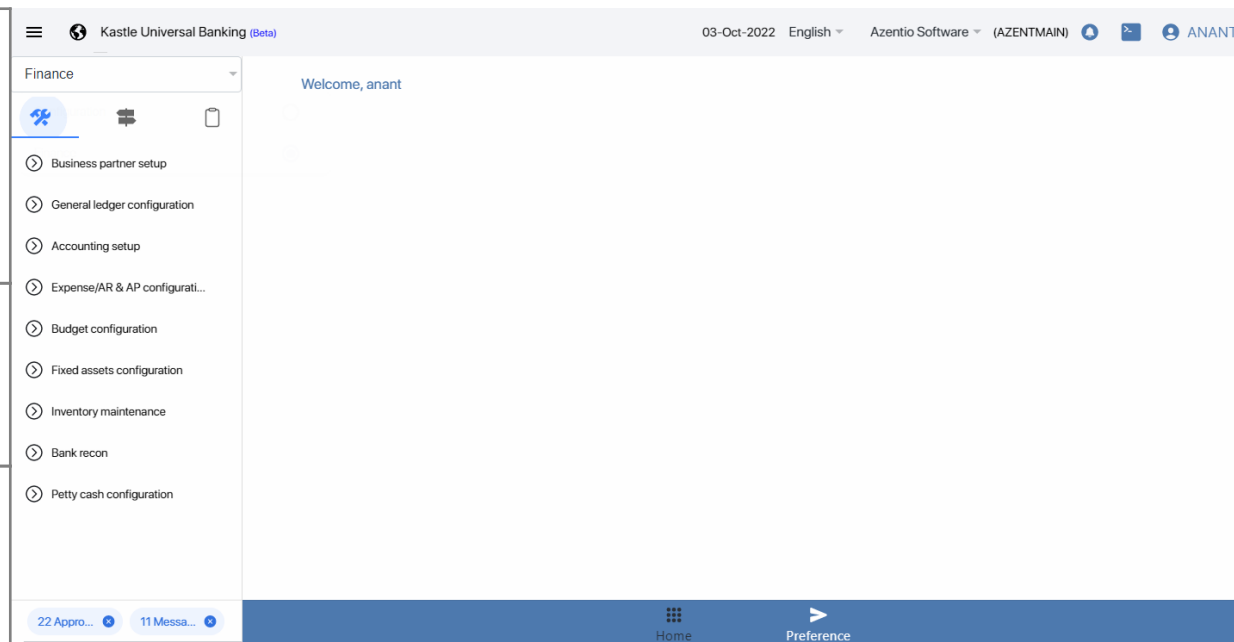 Kastle Universal Banking (Beta)
03-Oct-2022 English Azentio Software (AZENTMAIN) ANANT
Finance
Welcome, anant
Business partner setup
General ledger configuration
Accounting setup
Expense/AR & AP configurati...
Budget configuration
Fixed assets configuration
Inventory maintenance
Bank recon
Petty cash configuration
22 Appro... 11 Messa...
Home Preference